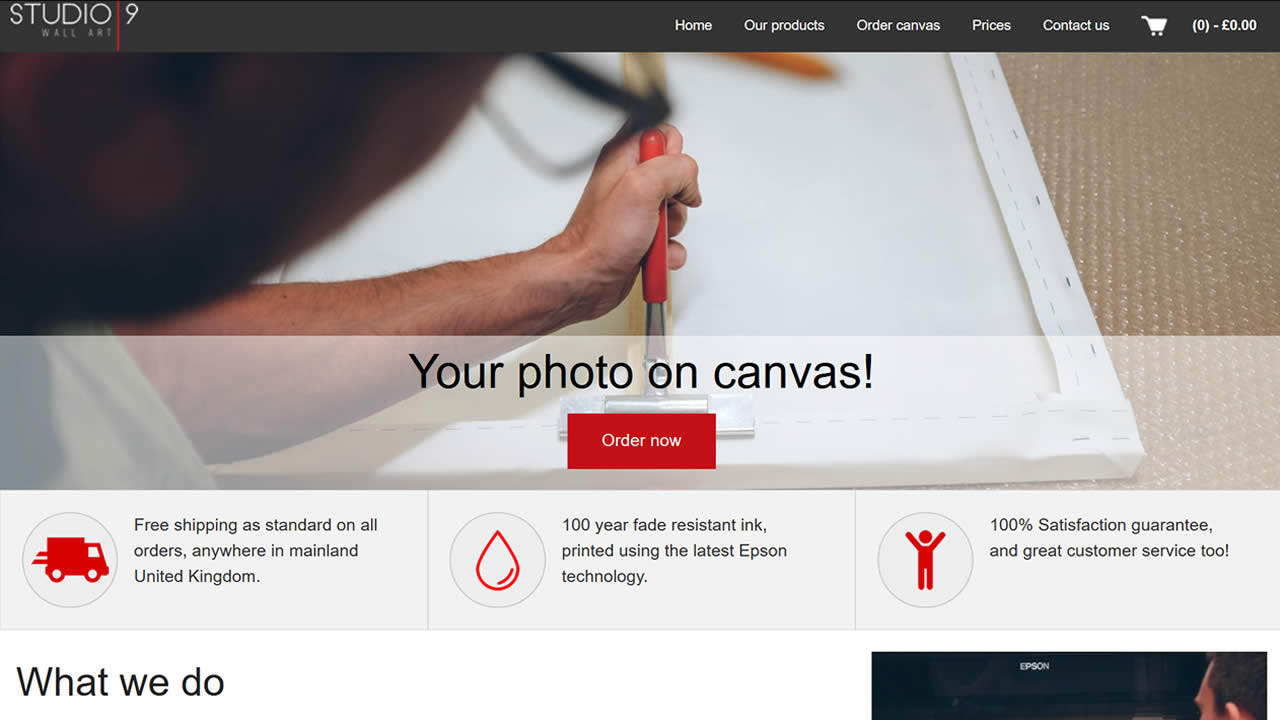 STUDIO 9
WALL ART
Home
Our products
Order canvas
Prices
Contact us
(0) - £0.00
Your photo on canvas!
Order now
Free shipping as standard on all
orders, anywhere in mainland
United Kingdom.
100 year fade resistant ink,
printed using the latest Epson
technology.
100% Satisfaction guarantee,
and great customer service too!
What we do
EPSON